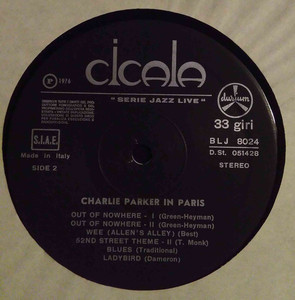 cicala
P 1976
" SERIE JAZZ LIVE "
durium
S.I.A.E.
Made in Italy
SIDE 2
33 giri
BLJ 8024
D.St. 051428
STEREO
CHARLIE PARKER IN PARIS
OUT OF NOWHERE - I (Green-Heyman)
OUT OF NOWHERE - II (Green-Heyman)
WEE (ALLEN'S ALLEY) (Best)
52ND STREET THEME - II (T. Monk)
BLUES (Traditional)
LADYBIRD (Dameron)